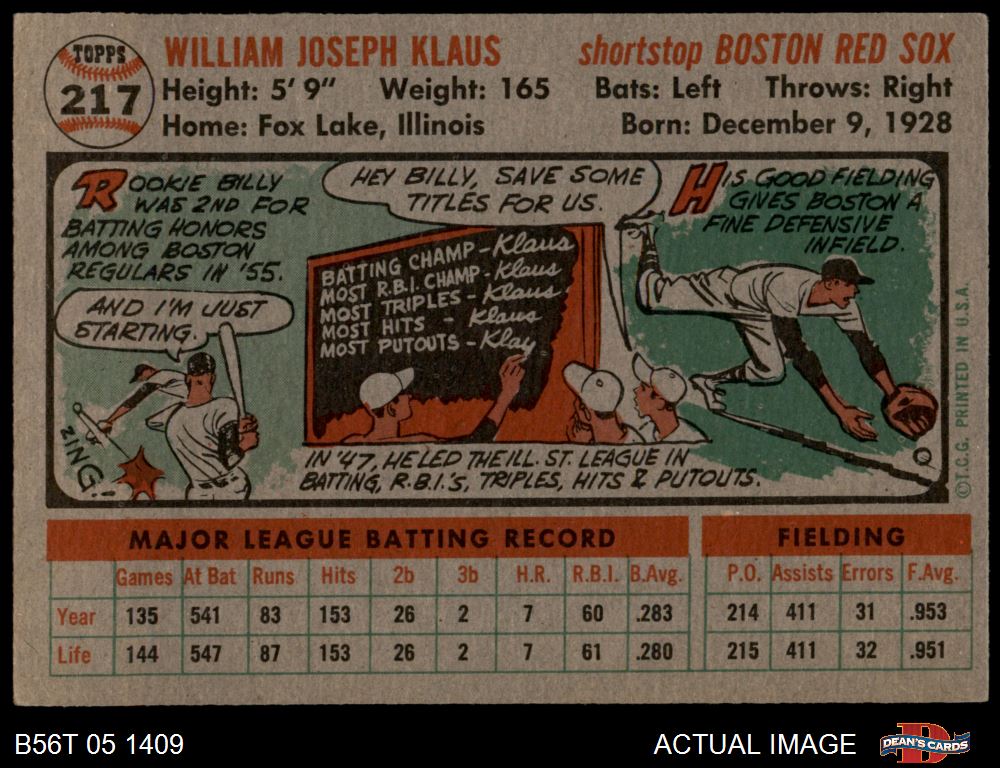 TOPPS
217
WILLIAM JOSEPH KLAUS shortstop BOSTON RED SOX
Height: 5' 9" Weight: 165 Bats: Left Throws: Right
Home: Fox Lake, Illinois Born: December 9, 1928
ROOKIE BILLY
WAS 2ND FOR
BATTING HONORS
AMONG BOSTON
REGULARS IN '55.
AND I'M JUST
STARTING.
ZING!
HEY BILLY, SAVE SOME
TITLES FOR US.
BATTING CHAMP - Klaus
MOST R.B.I. CHAMP - Klaus
MOST TRIPLES - Klaus
MOST HITS - Klaus
MOST PUTOUTS - Klau
IN '47, HE LED THE ILL. ST. LEAGUE IN
BATTING, R.B.I.'S, TRIPLES, HITS & PUTOUTS.
HIS GOOD FIELDING
GIVES BOSTON A
FINE DEFENSIVE
INFIELD.
©T.C.G. PRINTED IN U.S.A.
MAJOR LEAGUE BATTING RECORD FIELDING
Games At Bat Runs Hits 2b 3b H.R. R.B.I. B.Avg. P.O. Assists Errors F.Avg.
Year 135 541 83 153 26 2 7 60 .283 214 411 31 .953
Life 144 547 87 153 26 2 7 61 .280 215 411 32 .951
B56T 05 1409 ACTUAL IMAGE DEAN'S CARDS